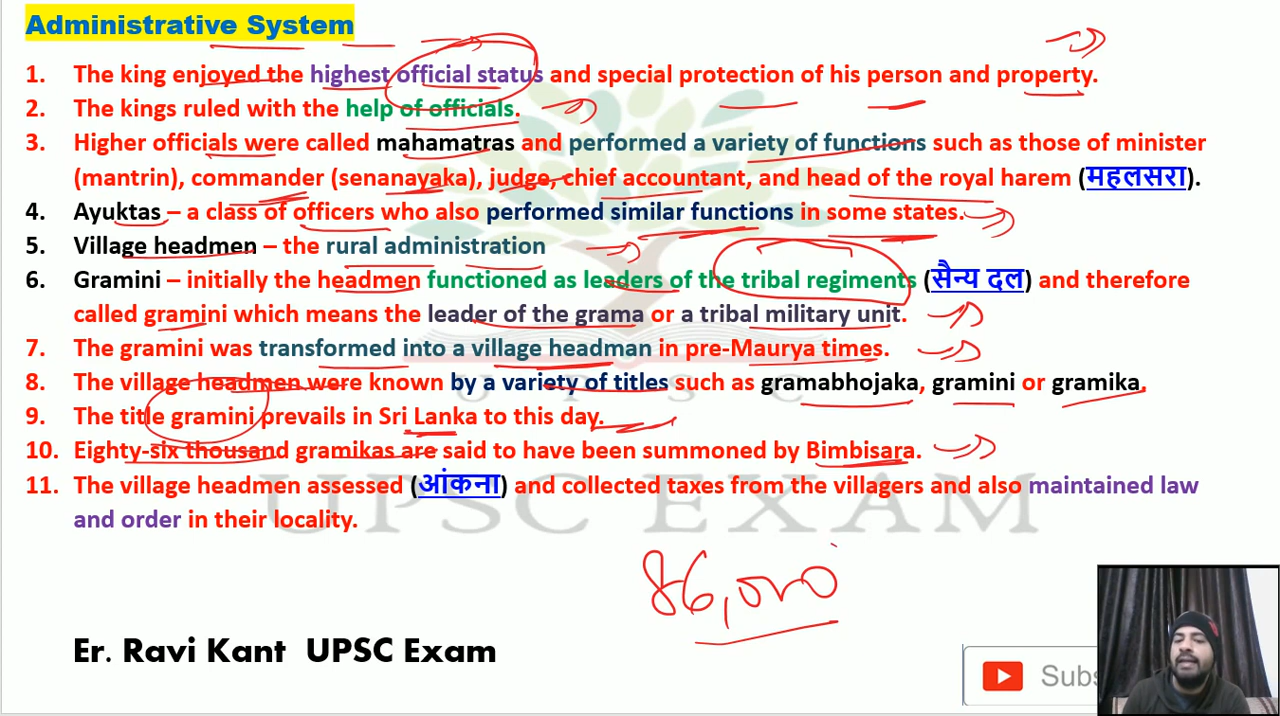 Administrative System
1. The king enjoyed the highest official status and special protection of his person and property.
2. The kings ruled with the help of officials.
3. Higher officials were called mahamatras and performed a variety of functions such as those of minister
(mantrin), commander (senanayaka), judge, chief accountant, and head of the royal harem (महलसरा).
4. Ayuktas – a class of officers who also performed similar functions in some states.
5. Village headmen – the rural administration
6. Gramini – initially the headmen functioned as leaders of the tribal regiments (सैन्य दल) and therefore
called gramini which means the leader of the grama or a tribal military unit.
7. The gramini was transformed into a village headman in pre-Maurya times.
8. The village headmen were known by a variety of titles such as gramabhojaka, gramini or gramika.
9. The title gramini prevails in Sri Lanka to this day.
10. Eighty-six thousand gramikas are said to have been summoned by Bimbisara.
11. The village headmen assessed (आंकना) and collected taxes from the villagers and also maintained law
and order in their locality.
UPSC
UPSC EXAM
86,000
Er. Ravi Kant UPSC Exam
Subs